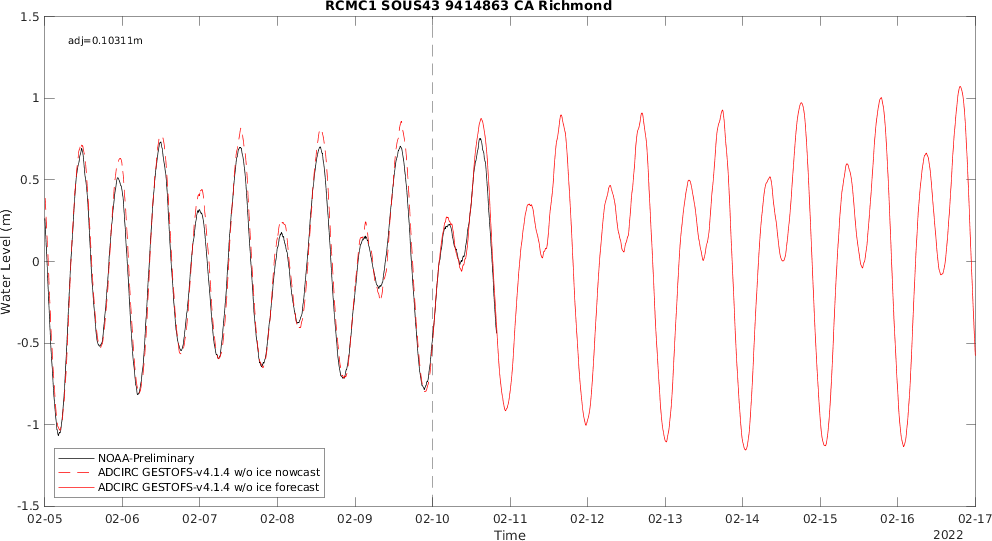 RCMC1 SOUS43 9414863 CA Richmond
adj=0.10311m
Water Level (m)
1.5
1
0.5
0
-0.5
-1
-1.5
NOAA-Preliminary
ADCIRC GESTOFS-v4.1.4 w/o ice nowcast
ADCIRC GESTOFS-v4.1.4 w/o ice forecast
02-05 02-06 02-07 02-08 02-09 02-10 02-11 02-12 02-13 02-14 02-15 02-16 02-17
Time
2022